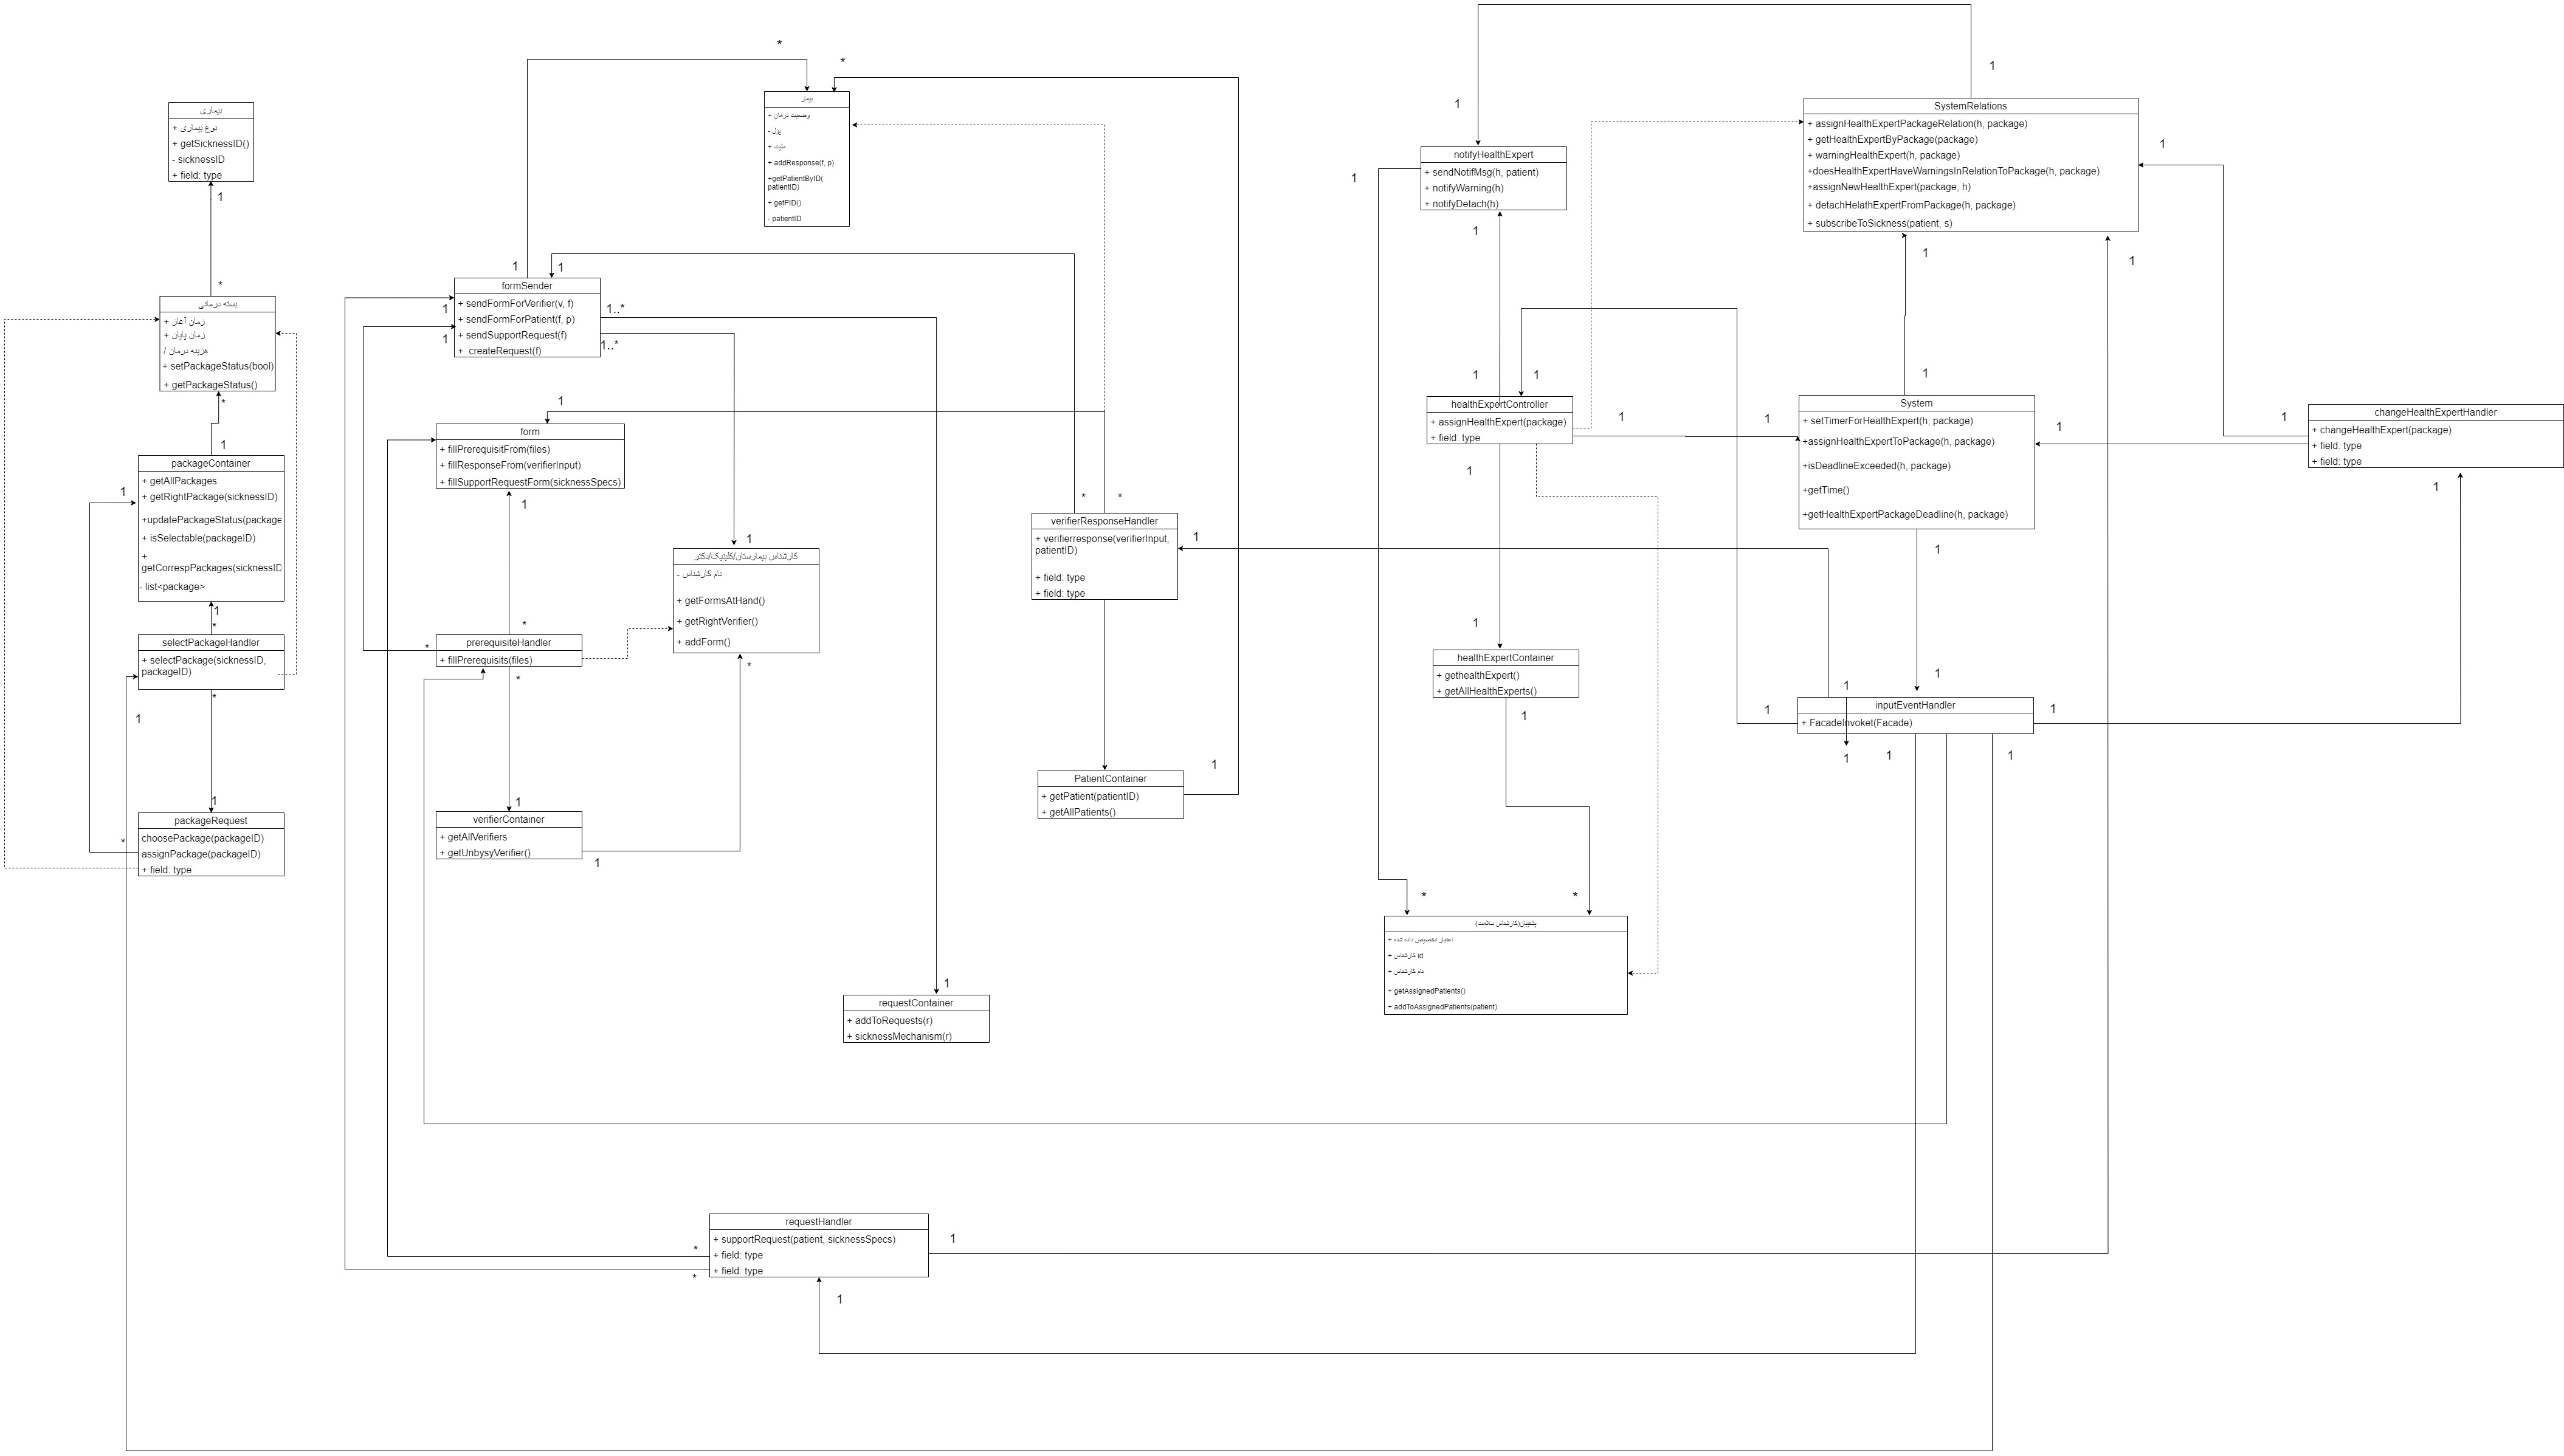 بیماری
+ نوع بیماری
+ getSicknessID()
- sicknessID
+ field: type
1
*
بسته درمانی
+ زمان آغاز
+ زمان پایان
/ هزینه درمان
+ setPackageStatus(bool)
+ getPackageStatus()
*
1
packageContainer
+ getAllPackages
+ getRightPackage(sicknessID)
+updatePackageStatus(package
+ isSelectable(packageID)
+
getCorrespPackages(sicknessID
- list<package>
1
1
*
selectPackageHandler
+ selectPackage(sicknessID,
packageID)
*
1
1
packageRequest
choosePackage(packageID)
assignPackage(packageID)
+ field: type
*
*
*
بیمار
+ وضعیت درمان
- پول
+ ملیت
+ addResponse(f, p)
+getPatientByID(
patientID)
+ getPID()
- patientID
1
1
formSender
+ sendFormForVerifier(v, f)
+ sendFormForPatient(f, p)
+ sendSupportRequest(f)
+ createRequest(f)
1
1
1..*
1..*
1
form
+ fillPrerequisitFrom(files)
+ fillResponseFrom(verifierInput)
+ fillSupportRequestForm(sicknessSpecs)
1
*
*
prerequisiteHandler
+ fillPrerequisits(files)
*
1
verifierContainer
+ getAllVerifiers
+ getUnbysyVerifier()
1
1
کارشناس بیمارستان/کلینیک/دکتر
- نام کارشناس
+ getFormsAtHand()
+ getRightVerifier()
+ addForm()
*
*
*
verifierResponseHandler
+ verifierresponse(verifierInput,
patientID)
+ field: type
+ field: type
1
PatientContainer
+ getPatient(patientID)
+ getAllPatients()
1
1
requestContainer
+ addToRequests(r)
+ sicknessMechanism(r)
requestHandler
+ supportRequest(patient, sicknessSpecs)
+ field: type
+ field: type
*
*
1
1
1
1
notifyHealthExpert
+ sendNotifMsg(h, patient)
+ notifyWarning(h)
+ notifyDetach(h)
1
1
1
1
healthExpertController
+ assignHealthExpert(package)
+ field: type
1
1
1
1
healthExpertContainer
+ gethealthExpert()
+ getAllHealthExperts()
1
*
*
پشتیبان(کارشناس سلامت)
+ اعتبار تخصیص داده شده
+ id کارشناس
+ نام کارشناس
+ getAssignedPatients()
+ addToAssignedPatients(patient)
1
SystemRelations
+ assignHealthExpertPackageRelation(h, package)
+ getHealthExpertByPackage(package)
+ warningHealthExpert(h, package)
+doesHealthExpertHaveWarningsInRelationToPackage(h, package)
+assignNewHealthExpert(package, h)
+ detachHelathExpertFromPackage(h, package)
+ subscribeToSickness(patient, s)
1
1
1
1
System
+ setTimerForHealthExpert(h, package)
+assignHealthExpertToPackage(h, package)
+isDeadlineExceeded(h, package)
+getTime()
+getHealthExpertPackageDeadline(h, package)
1
1
changeHealthExpertHandler
+ changeHealthExpert(package)
+ field: type
+ field: type
1
1
1
1
inputEventHandler
+ FacadeInvoket(Facade)
1
1
1
1
1